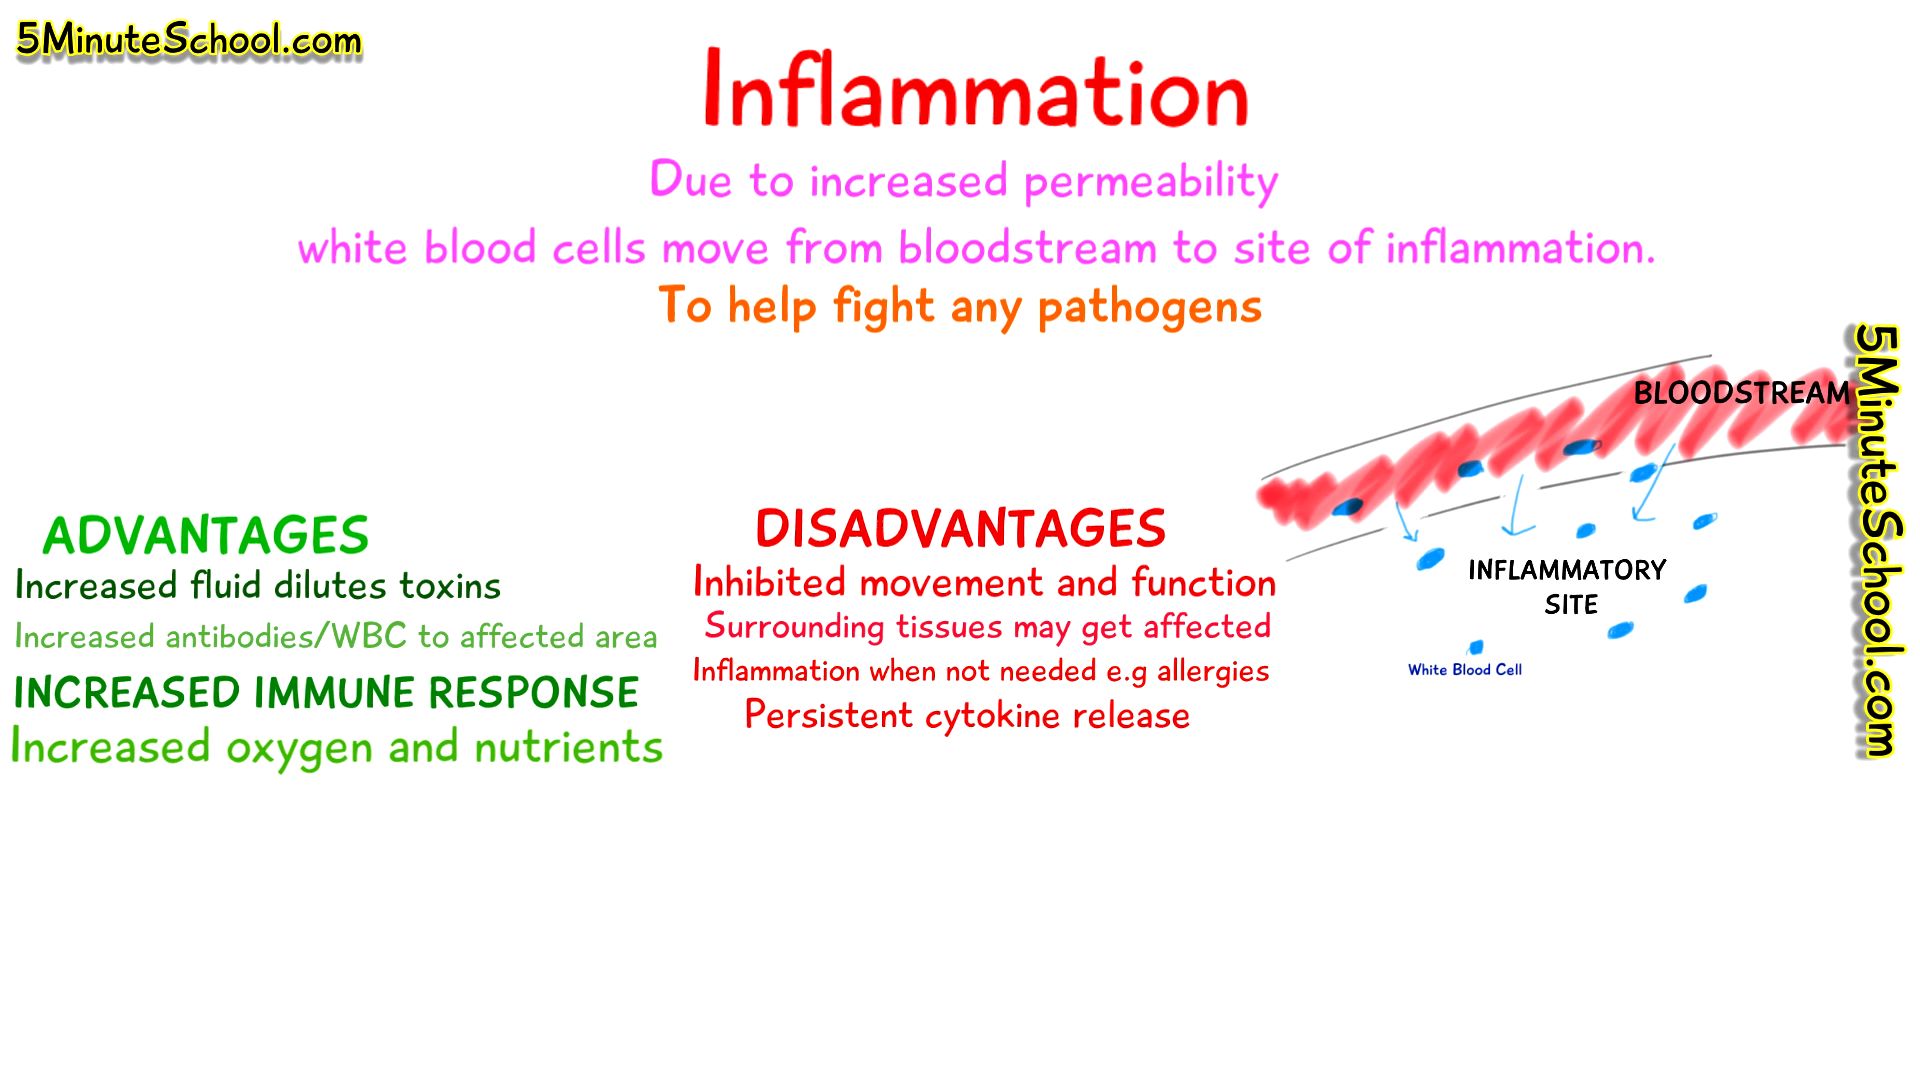 5MinuteSchool.com
Inflammation
Due to increased permeability
white blood cells move from bloodstream to site of inflammation.
To help fight any pathogens
ADVANTAGES
Increased fluid dilutes toxins
Increased antibodies/WBC to affected area
INCREASED IMMUNE RESPONSE
Increased oxygen and nutrients
DISADVANTAGES
Inhibited movement and function
Surrounding tissues may get affected
Inflammation when not needed e.g allergies
Persistent cytokine release
BLOODSTREAM
INFLAMMATORY
SITE
White Blood Cell
5MinuteSchool.com